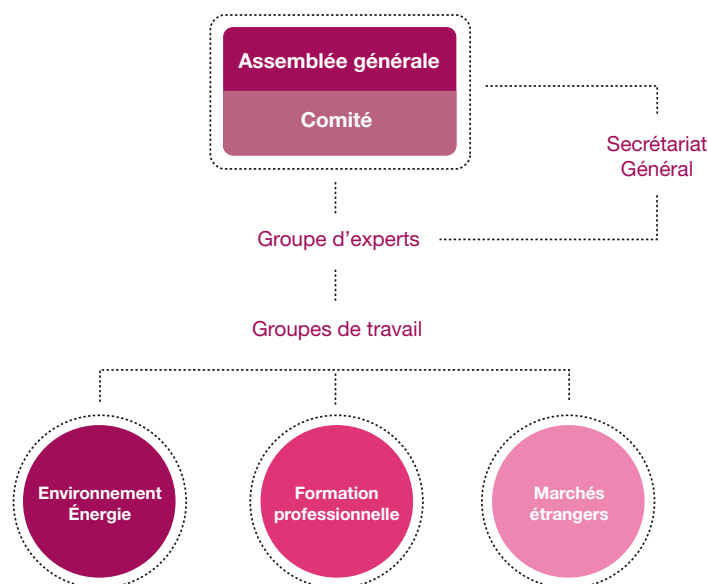 Assemblée générale
Comité
Secrétariat
Général
Groupe d'experts
Groupes de travail
Environnement
Énergie
Formation
professionnelle
Marchés
étrangers